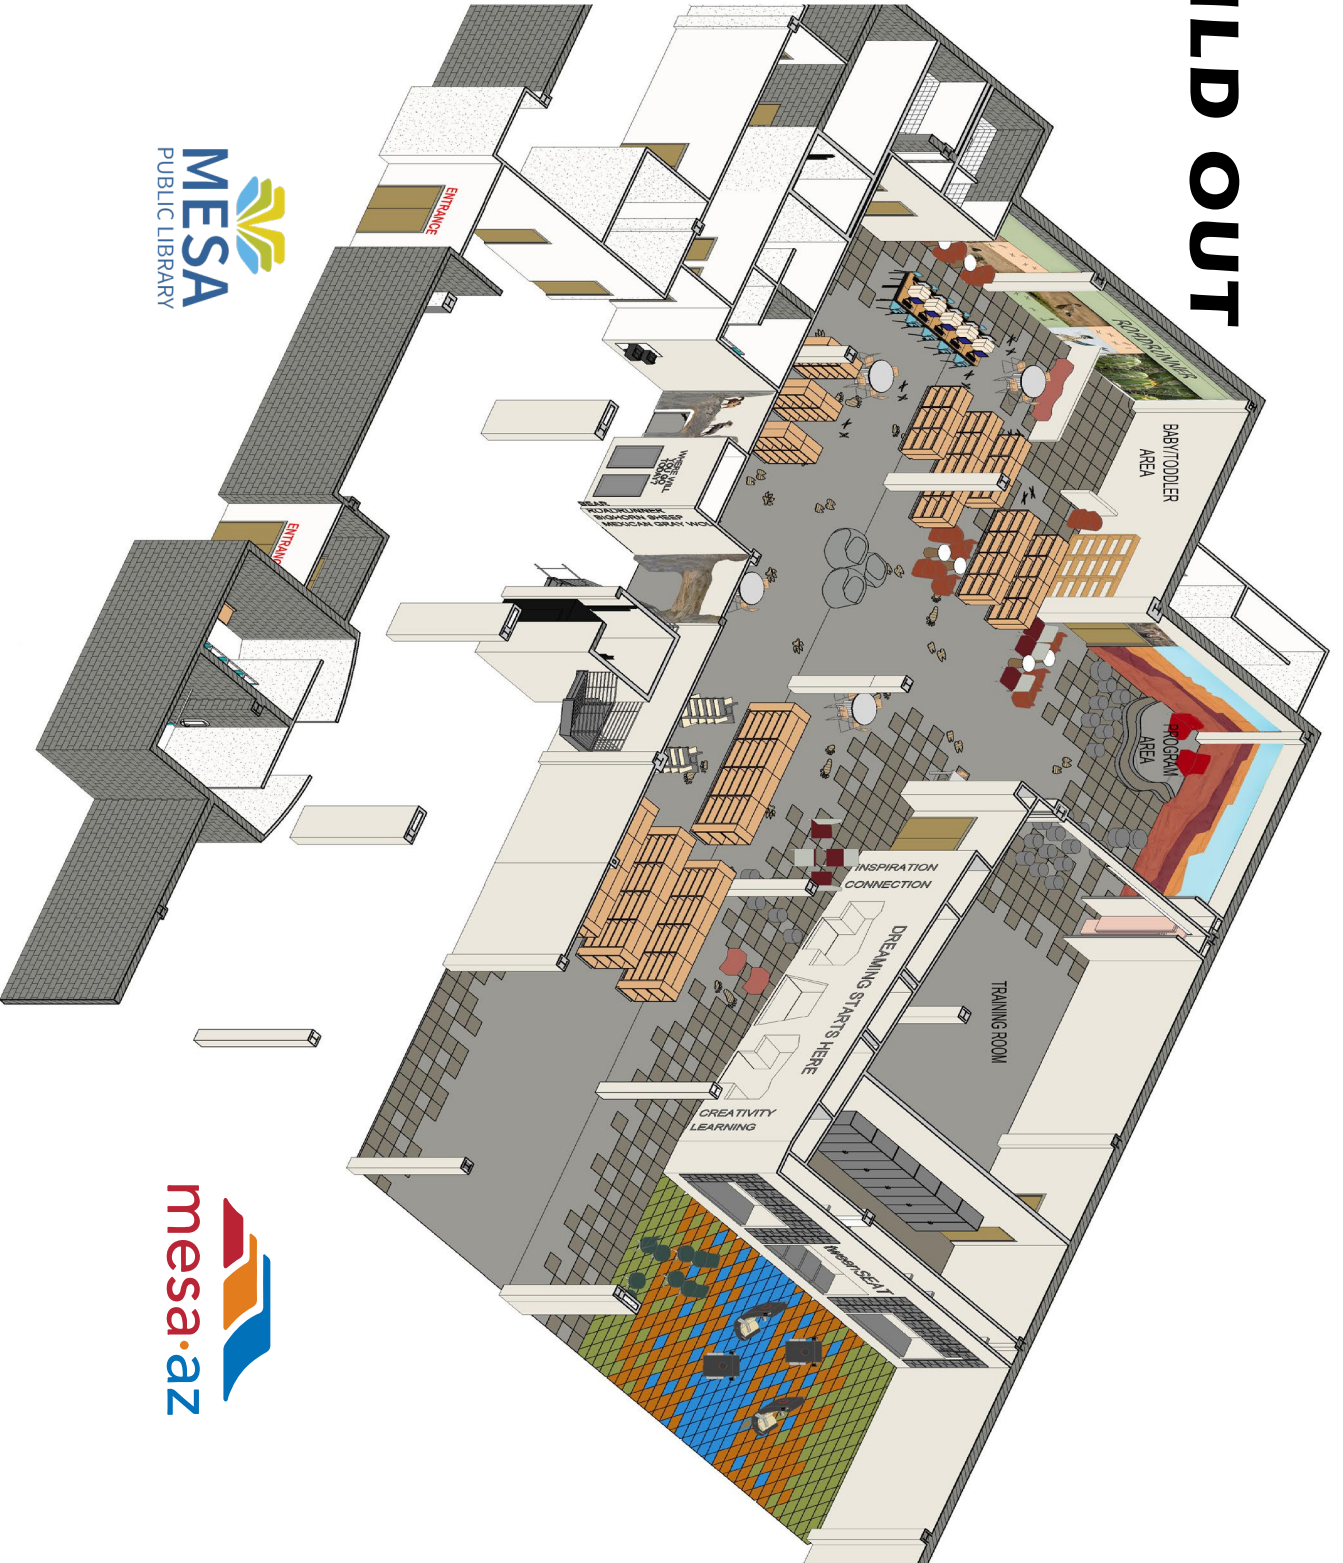 ILD OUT
ROADRUNNER
BABY/TODDLER
AREA
PROGRAM
AREA
TRAINING ROOM
INSPIRATION
CONNECTION
DREAMING STARTS HERE
CREATIVITY
LEARNING
tweenSEAT
WHERE WILL
YOU GO
TODAY?
BEAR
ROADRUNNER
BIGHORN SHEEP
MEXICAN GRAY WOL
ENTRANCE
ENTRANC
MESA
PUBLIC LIBRARY
mesa·az